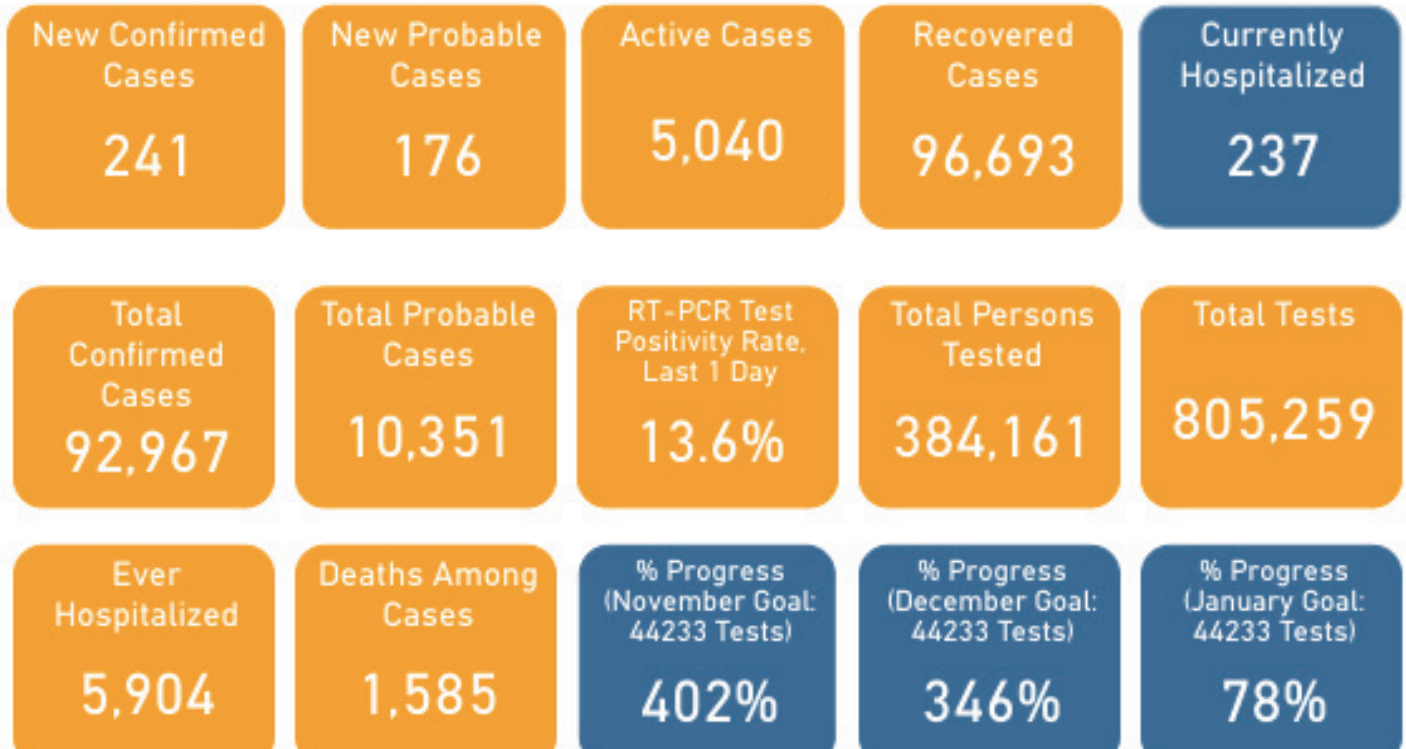 New Confirmed
Cases
241
New Probable
Cases
176
Active Cases
5,040
Recovered
Cases
96,693
Currently
Hospitalized
237
Total
Confirmed
Cases
92,967
Total Probable
Cases
10,351
RT-PCR Test
Positivity Rate,
Last 1 Day
13.6%
Total Persons
Tested
384,161
Total Tests
805,259
Ever
Hospitalized
5,904
Deaths Among
Cases
1,585
% Progress
(November Goal:
44233 Tests)
402%
% Progress
(December Goal:
44233 Tests)
346%
% Progress
(January Goal:
44233 Tests)
78%